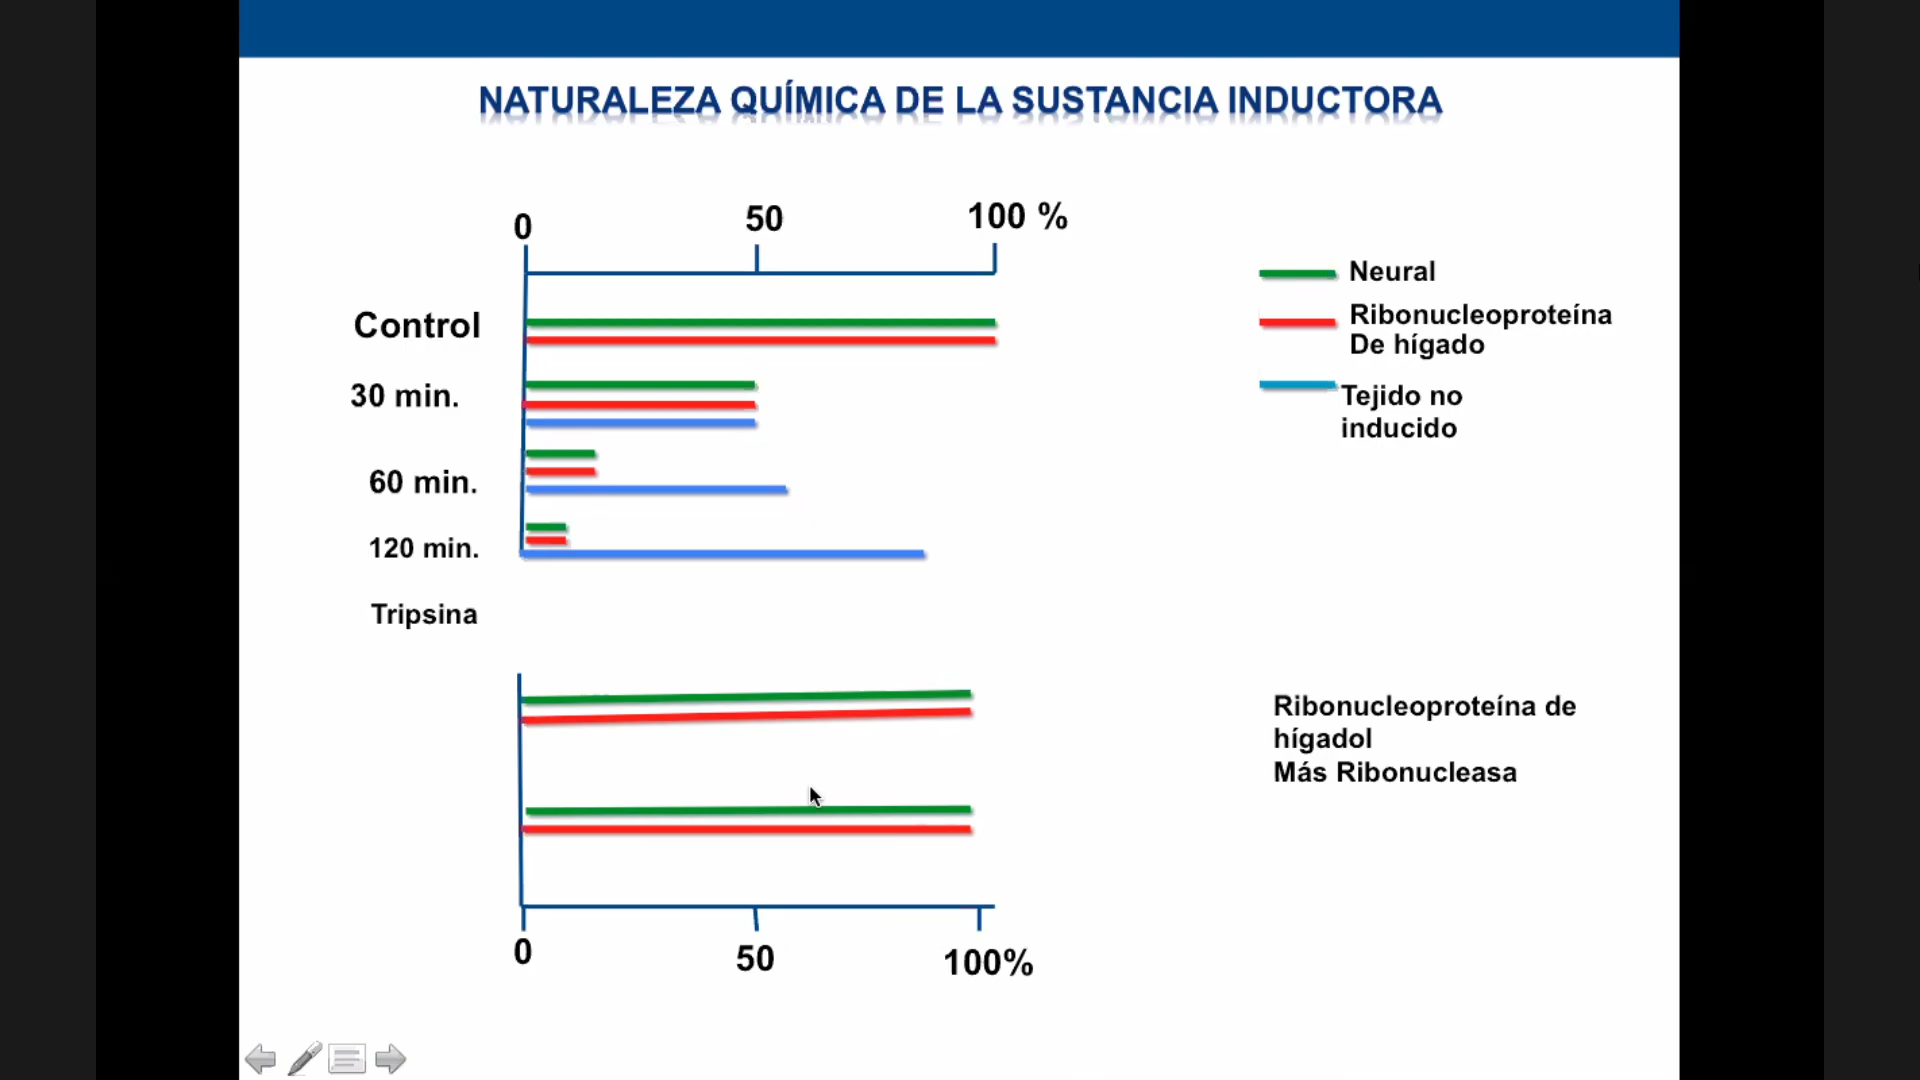 NATURALEZA QUÍMICA DE LA SUSTANCIA INDUCTORA
0
50
100 %
Control
30 min.
60 min.
120 min.
Tripsina
Neural
Ribonucleoproteína
De hígado
Tejido no
inducido
Ribonucleoproteína de
hígadol
Más Ribonucleasa
0
50
100%